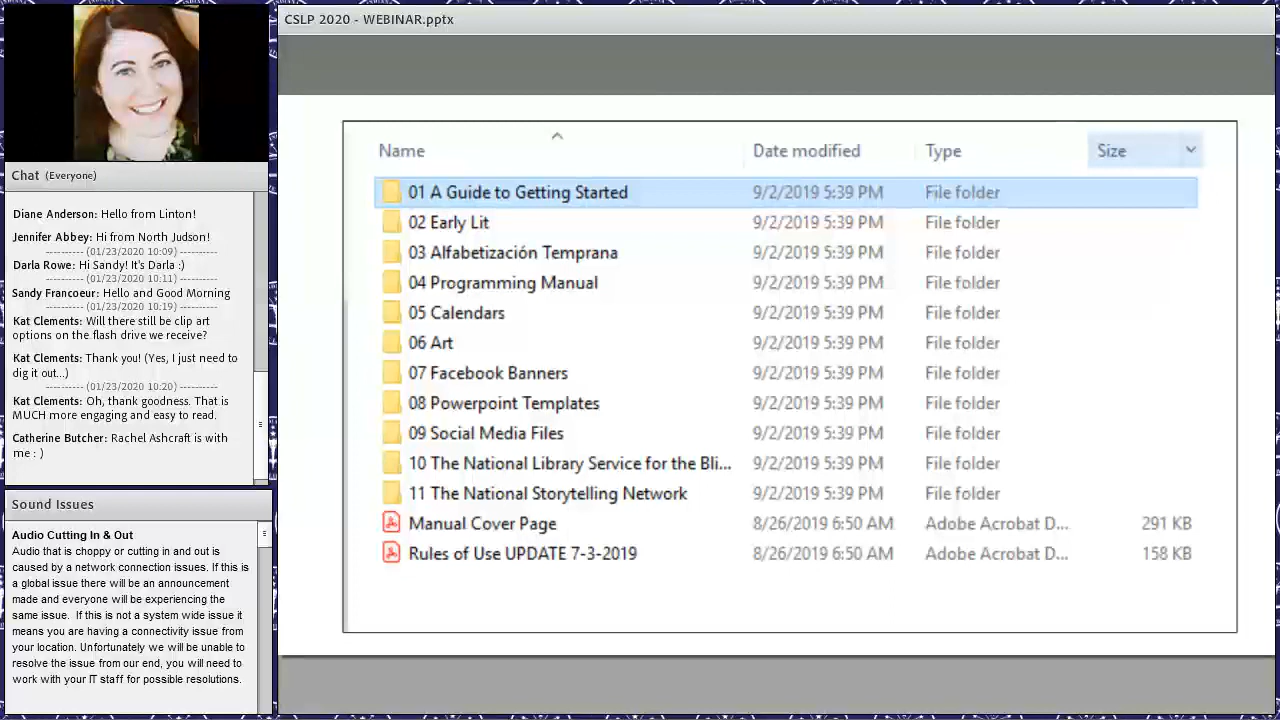 CSLP 2020 - WEBINAR.pptx
Chat (Everyone)
Diane Anderson: Hello from Linton!
Jennifer Abbey: Hi from North Judson!
---------- (01/23/2020 10:09) ----------
Darla Rowe: Hi Sandy! It's Darla :)
---------- (01/23/2020 10:11) ----------
Sandy Francoeur: Hello and Good Morning
---------- (01/23/2020 10:19) ----------
Kat Clements: Will there still be clip art
options on the flash drive we receive?
Kat Clements: Thank you! (Yes, I just need to
dig it out...)
---------- (01/23/2020 10:20) ----------
Kat Clements: Oh, thank goodness. That is
MUCH more engaging and easy to read.
Catherine Butcher: Rachel Ashcraft is with
me : )
Sound Issues
Audio Cutting In & Out
Audio that is choppy or cutting in and out is
caused by a network connection issues. If this is
a global issue there will be an announcement
made and everyone will be experiencing the
same issue.  If this is not a system wide issue it
means you are having a connectivity issue from
your location. Unfortunately we will be unable to
resolve the issue from our end, you will need to
work with your IT staff for possible resolutions.
Name Date modified Type Size
01 A Guide to Getting Started 9/2/2019 5:39 PM File folder
02 Early Lit 9/2/2019 5:39 PM File folder
03 Alfabetización Temprana 9/2/2019 5:39 PM File folder
04 Programming Manual 9/2/2019 5:39 PM File folder
05 Calendars 9/2/2019 5:39 PM File folder
06 Art 9/2/2019 5:39 PM File folder
07 Facebook Banners 9/2/2019 5:39 PM File folder
08 Powerpoint Templates 9/2/2019 5:39 PM File folder
09 Social Media Files 9/2/2019 5:39 PM File folder
10 The National Library Service for the Bli... 9/2/2019 5:39 PM File folder
11 The National Storytelling Network 9/2/2019 5:39 PM File folder
Manual Cover Page 8/26/2019 6:50 AM Adobe Acrobat D... 291 KB
Rules of Use UPDATE 7-3-2019 8/26/2019 6:50 AM Adobe Acrobat D... 158 KB